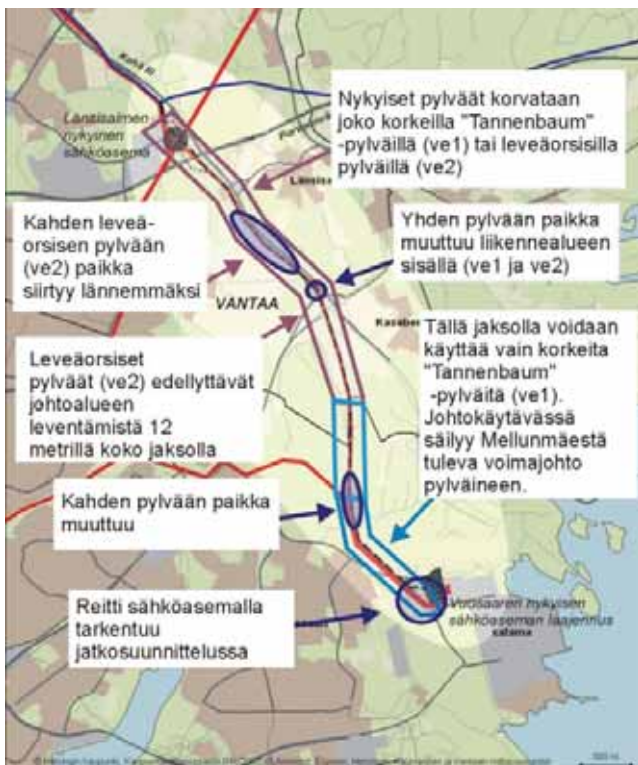 Kehä III
Länsisalmen
nykyinen
sähköasema
Nykyiset pylväät korvataan
joko korkeilla "Tannenbaum"
-pylväillä (ve1) tai leveäorsisilla
pylväillä (ve2)
Kahden leveä-
orsisen pylvään
(ve2) paikka
siirtyy lännemmäksi
VANTAA
Yhden pylvään paikka
muuttuu liikennealueen
sisällä (ve1 ja ve2)
Leveäorsiset
pylväät (ve2) edellyttävät
johtoalueen
leventämistä 12
metrillä koko jaksolla
Tällä jaksolla voidaan
käyttää vain korkeita
"Tannenbaum"
-pylväitä (ve1).
Johtokäytävässä
säilyy Mellunmäestä
tuleva voimajohto
pylväineen.
Kahden pylvään paikka
muuttuu
Reitti sähköasemalla
tarkentuu
jatkosuunnittelussa
Vuosaaren nykyisen
sähköaseman laajennus
satama